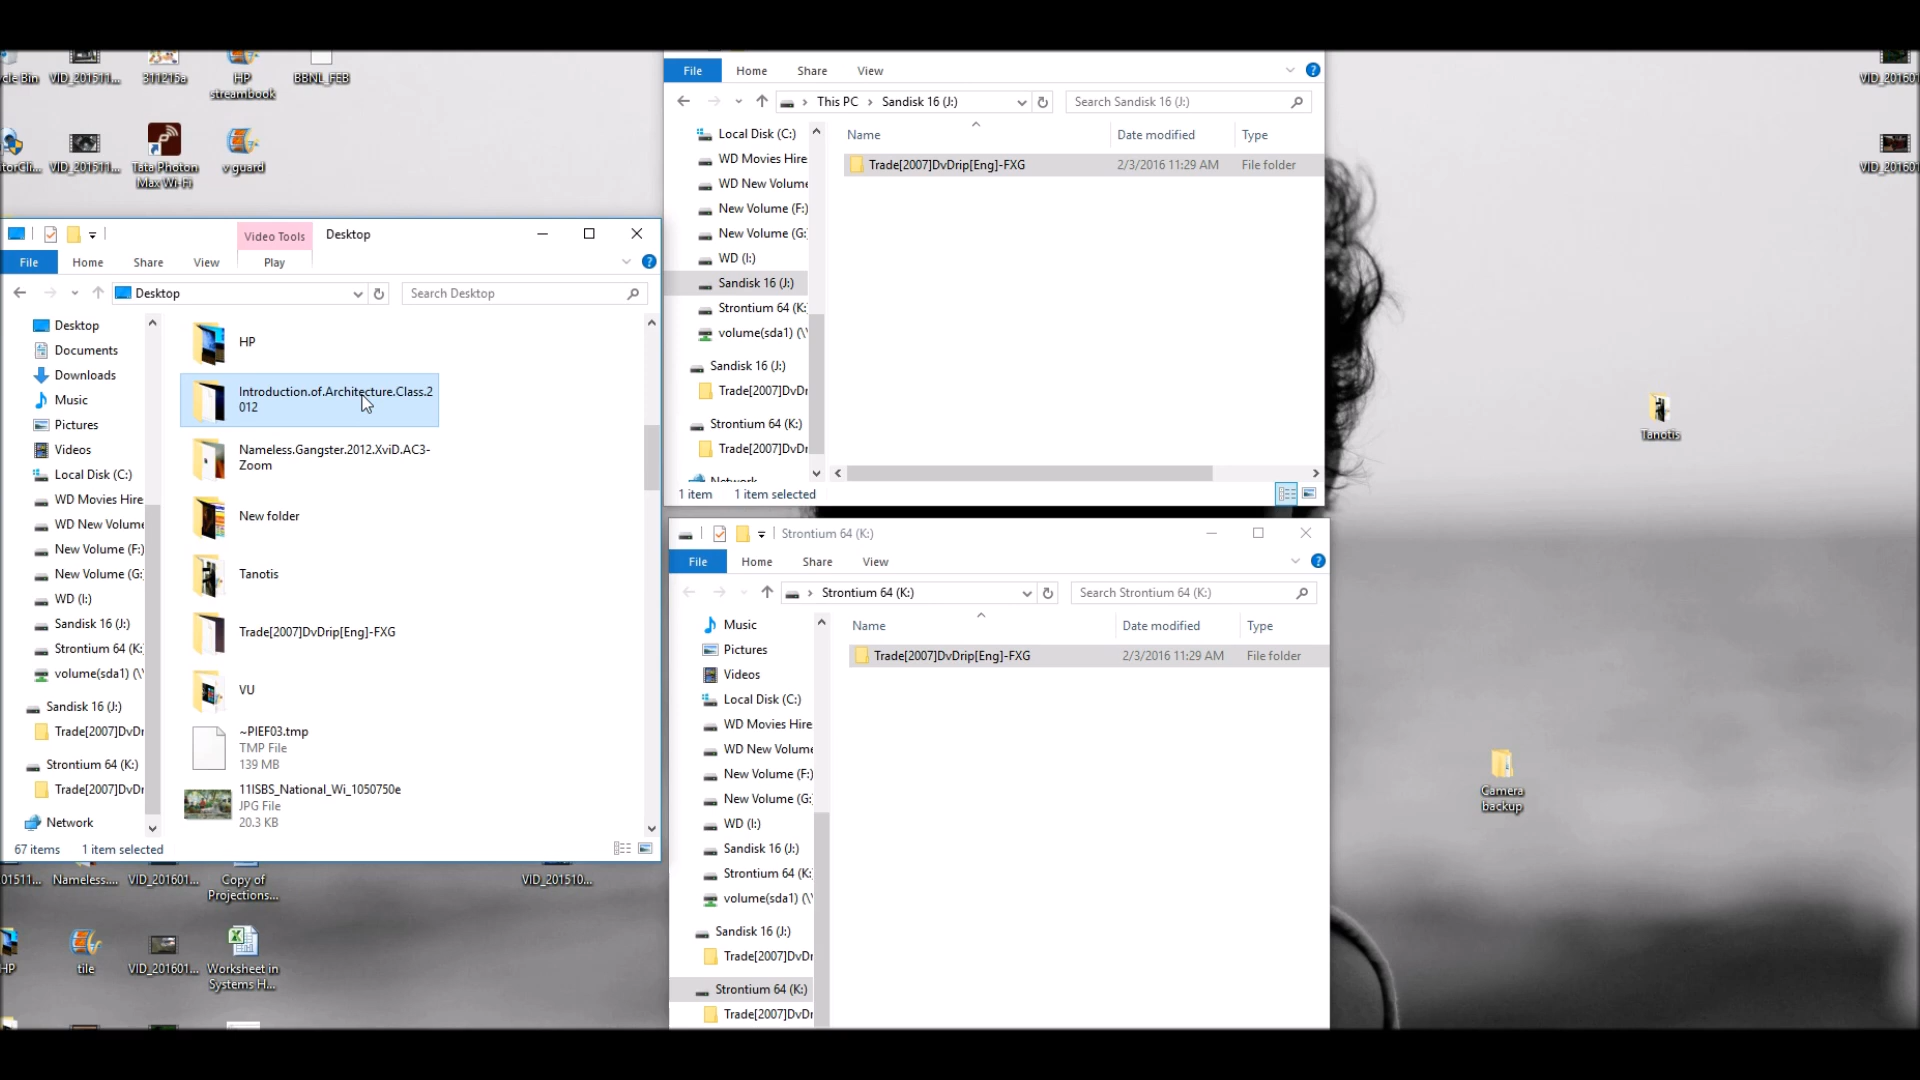 cle Bin
VID_201511...
311215a
HP
streambook
BBNL_FEB
torCli...
VID_201511...
Tata Photon
Max Wi-Fi
v guard
File
Home
Share
View
This PC
Sandisk 16 (J:)
Search Sandisk 16 (J:)
Name
Date modified
Type
Local Disk (C:)
WD Movies Hire
WD New Volume
New Volume (F:)
New Volume (G:
WD (I:)
Sandisk 16 (J:)
Strontium 64 (K:
volume(sda1) (\\
Sandisk 16 (J:)
Trade[2007]DvDr
Strontium 64 (K:)
Trade[2007]DvDr
Network
Trade[2007]DvDrip[Eng]-FXG
2/3/2016 11:29 AM
File folder
1 item
1 item selected
VID_201601
VID_201601
Video Tools
Desktop
File
Home
Share
View
Play
Desktop
Search Desktop
Desktop
Documents
Downloads
Music
Pictures
Videos
Local Disk (C:)
WD Movies Hire
WD New Volume
New Volume (F:)
New Volume (G:
WD (I:)
Sandisk 16 (J:)
Strontium 64 (K:
volume(sda1) (\\
Sandisk 16 (J:)
Trade[2007]DvDr
Strontium 64 (K:)
Trade[2007]DvDr
Network
HP
Introduction.of.Architecture.Class.2
012
Nameless.Gangster.2012.XviD.AC3-
Zoom
New folder
Tanotis
Trade[2007]DvDrip[Eng]-FXG
VU
~PIEF03.tmp
TMP File
139 MB
11ISBS_National_Wi_1050750e
JPG File
20.3 KB
67 items
1 item selected
Strontium 64 (K:)
File
Home
Share
View
Strontium 64 (K:)
Search Strontium 64 (K:)
Name
Date modified
Type
Music
Pictures
Videos
Local Disk (C:)
WD Movies Hire
WD New Volume
New Volume (F:)
New Volume (G:
WD (I:)
Sandisk 16 (J:)
Strontium 64 (K:
volume(sda1) (\\
Sandisk 16 (J:)
Trade[2007]DvDr
Strontium 64 (K:)
Trade[2007]DvDr
Trade[2007]DvDrip[Eng]-FXG
2/3/2016 11:29 AM
File folder
Tanotis
Camera
backup
01511...
Nameless....
VID_201601...
Copy of
Projections...
VID_201510...
HP
tile
VID_201601...
Worksheet in
Systems H...